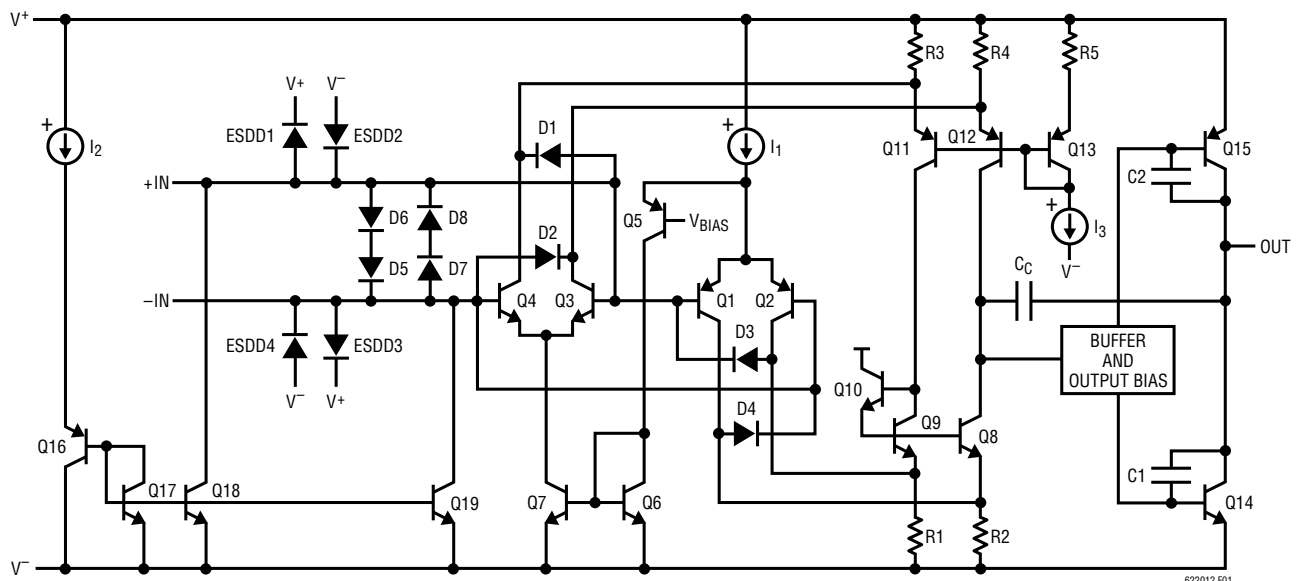 V+
R3
R4
R5
V+
V−
ESDD1
ESDD2
D1
+
I2
+
I1
Q11
Q12
Q13
Q15
C2
+IN
D6
D8
Q5
VBIAS
+
I3
D2
OUT
D5
D7
V−
CC
−IN
Q4
Q3
Q1
Q2
ESDD4
ESDD3
D3
BUFFER
AND
OUTPUT BIAS
V−
V+
Q10
D4
Q9
Q8
Q16
C1
Q17
Q18
Q19
Q7
Q6
Q14
R1
R2
V−
622012 F01